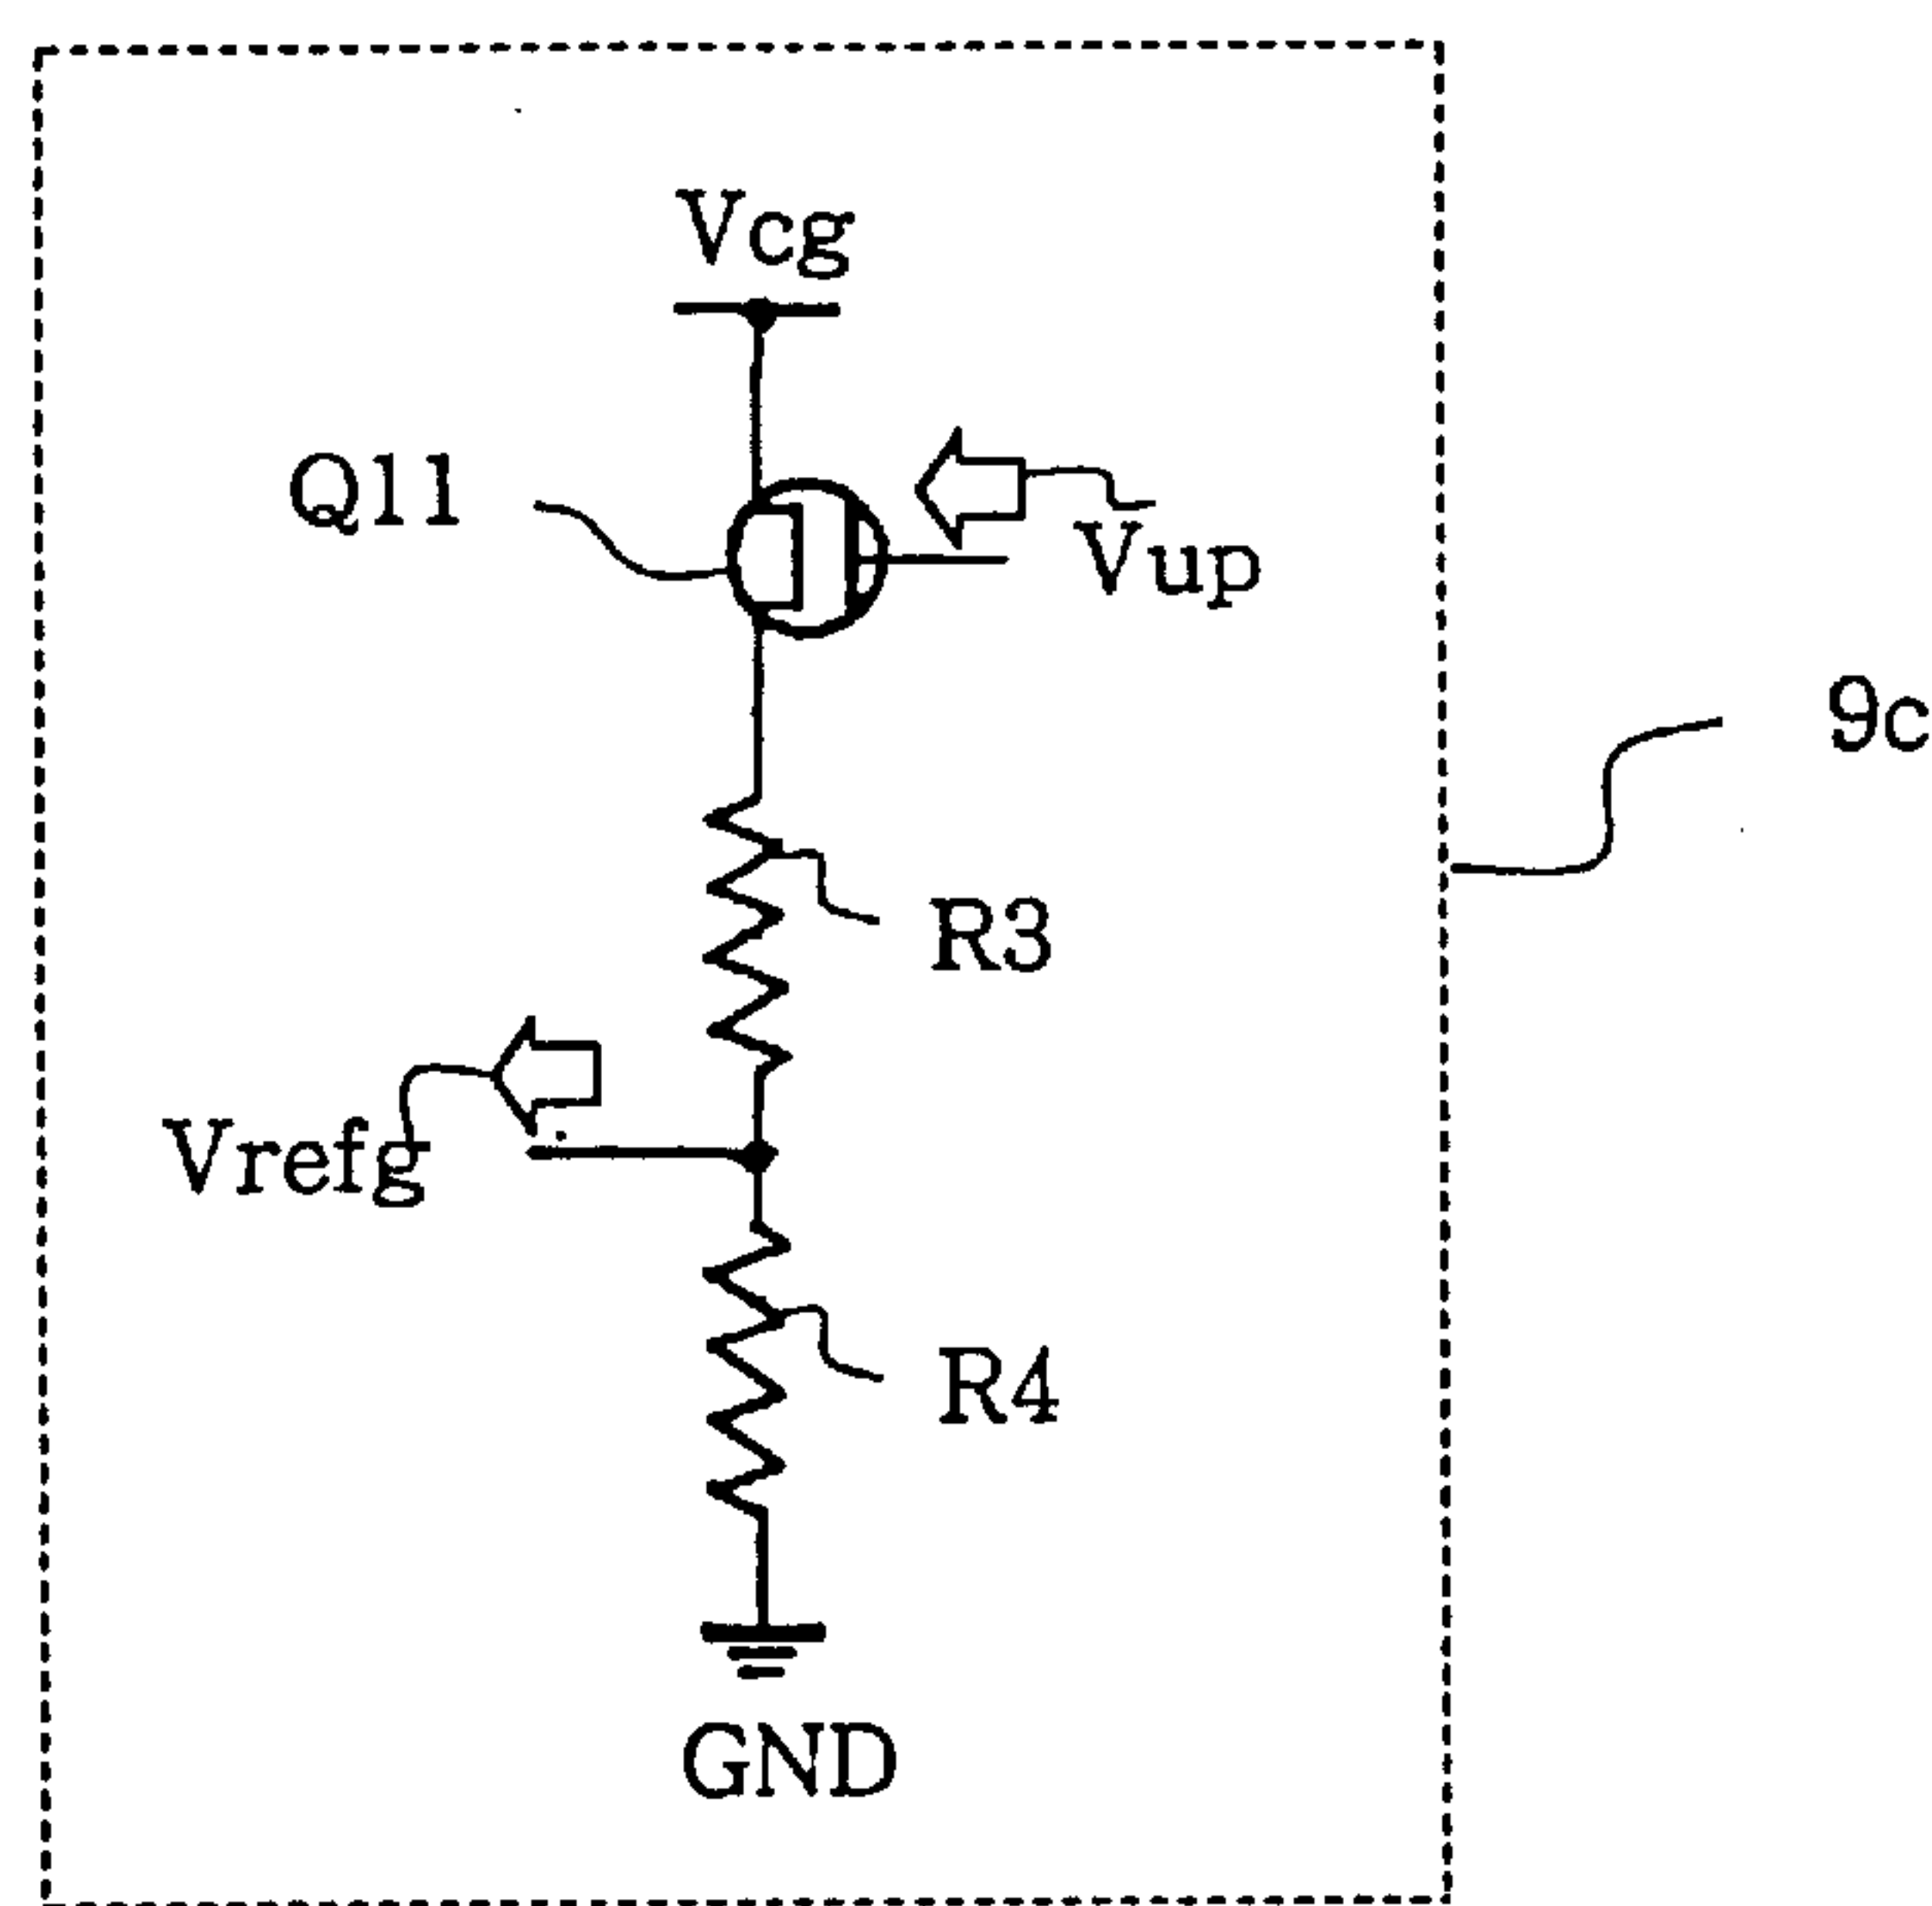 Vcg
Q11
Vup
9c
R3
Vrefg
R4
GND